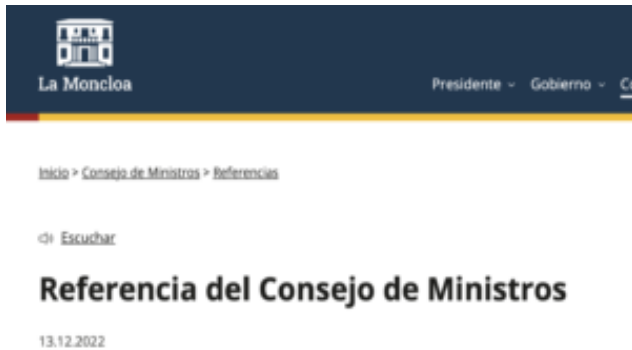 La Moncloa
Presidente Gobierno
Inicio > Consejo de Ministros > Referencias
Escuchar
Referencia del Consejo de Ministros
13.12.2022